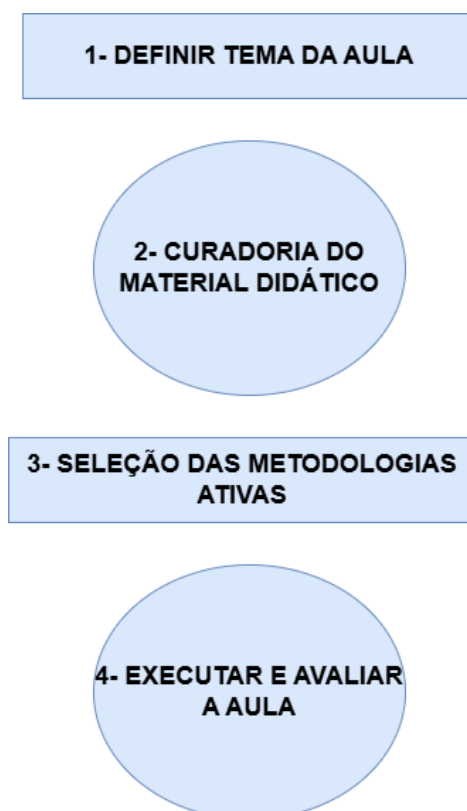 1- DEFINIR TEMA DA AULA
2- CURADORIA DO
MATERIAL DIDÁTICO
3- SELEÇÃO DAS METODOLOGIAS
ATIVAS
4- EXECUTAR E AVALIAR
A AULA